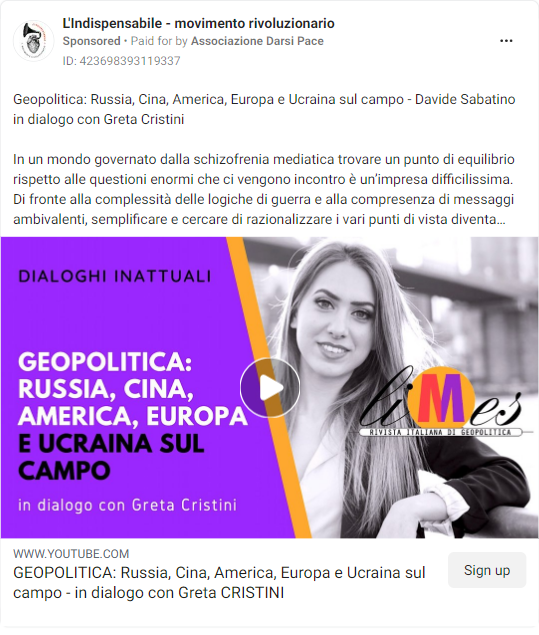 L'Indispensabile - movimento rivoluzionario
Sponsored • Paid for by Associazione Darsi Pace
ID: 423698393119337
Geopolitica: Russia, Cina, America, Europa e Ucraina sul campo - Davide Sabatino
in dialogo con Greta Cristini
In un mondo governato dalla schizofrenia mediatica trovare un punto di equilibrio
rispetto alle questioni enormi che ci vengono incontro è un'impresa difficilissima.
Di fronte alla complessità delle logiche di guerra e alla compresenza di messaggi
ambivalenti, semplificare e cercare di razionalizzare i vari punti di vista diventa...
DIALOGHI INATTUALI
GEOPOLITICA:
RUSSIA, CINA,
AMERICA, EUROPA
E UCRAINA SUL
CAMPO
in dialogo con Greta Cristini
liMes
RIVISTA ITALIANA DI GEOPOLITICA
WWW.YOUTUBE.COM
GEOPOLITICA: Russia, Cina, America, Europa e Ucraina sul
campo - in dialogo con Greta CRISTINI
Sign up